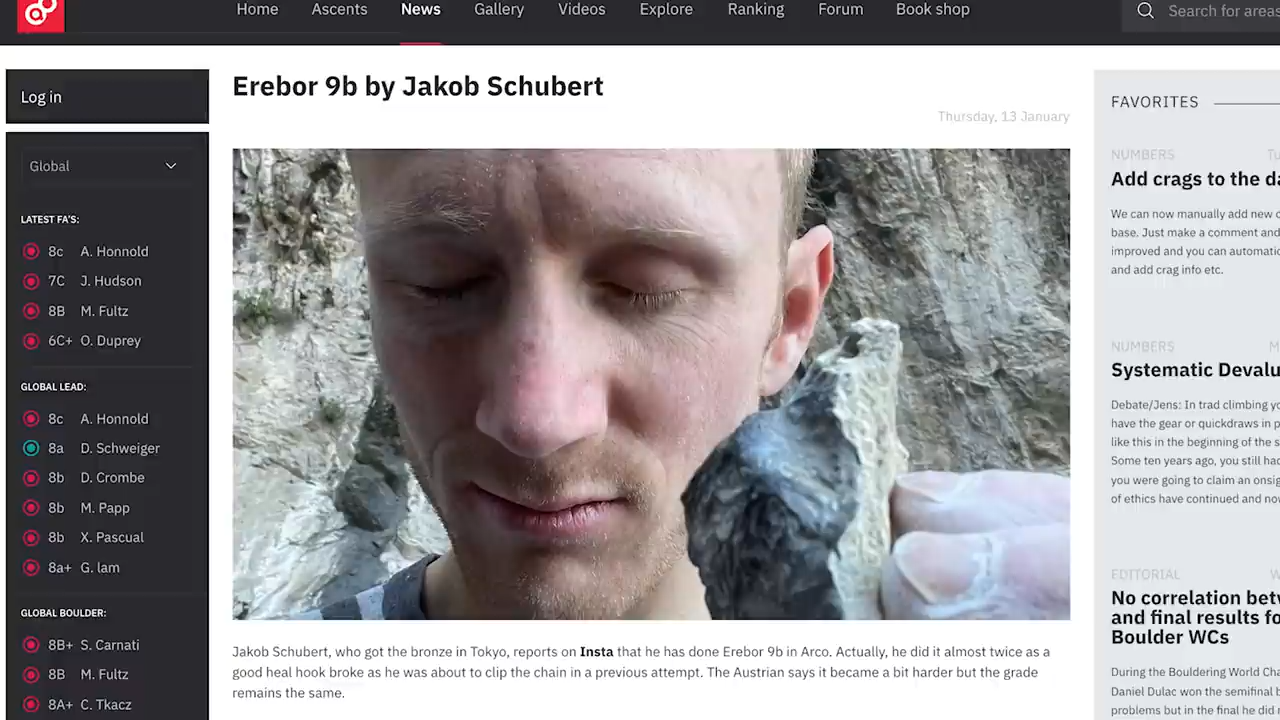 Home Ascents News Gallery Videos Explore Ranking Forum Book shop
Search for areas
Log in
Global
LATEST FA'S:
8c A. Honnold
7C J. Hudson
8B M. Fultz
6C+ O. Duprey
GLOBAL LEAD:
8c A. Honnold
8a D. Schweiger
8b D. Crombe
8b M. Papp
8b X. Pascual
8a+ G. lam
GLOBAL BOULDER:
8B+ S. Carnati
8B M. Fultz
8A+ C. Tkacz
Erebor 9b by Jakob Schubert
Thursday, 13 January
Jakob Schubert, who got the bronze in Tokyo, reports on Insta that he has done Erebor 9b in Arco. Actually, he did it almost twice as a
good heal hook broke as he was about to clip the chain in a previous attempt. The Austrian says it became a bit harder but the grade
remains the same.
FAVORITES
NUMBERS
Add crags to the
We can now manually add new
base. Just make a comment and
improved and you can
and add crag info etc.
NUMBERS
Systematic
Debate/Jens: In trad climbing
have the gear or quickdraws in
like this in the beginning of the
Some ten years ago, you still had
you were going to claim an
of ethics have continued and
EDITORIAL
No correlation
and final results
Boulder WCs
During the Bouldering World
Daniel Dulac won the semifinal
problems but in the final he did